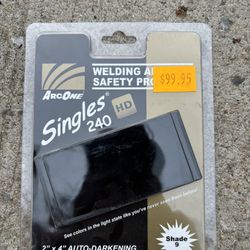 WELDING A
SAFETY PRO
$99.95
ARCONE
Singles®
240 HD
See colors in the light state like you've never seen them before!
Shade
9
2" x 4" AUTO-DARKENING